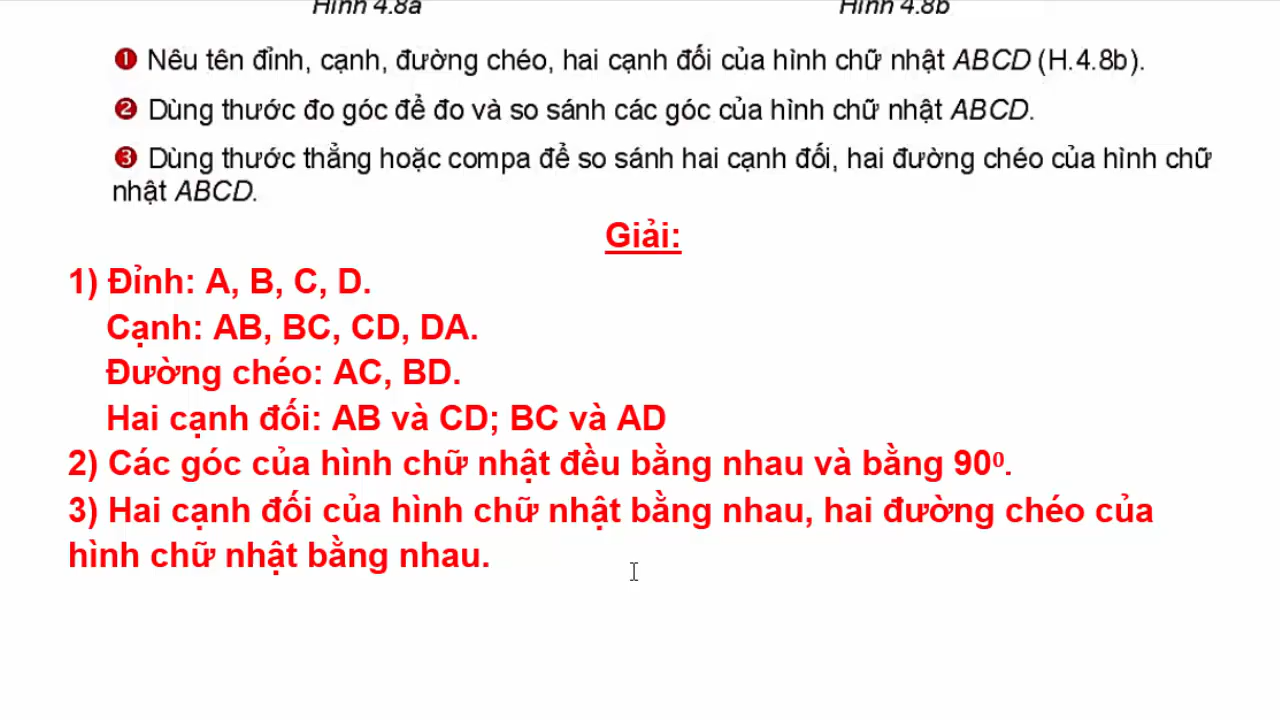 Hình 4.8a Hình 4.8b
❶ Nêu tên đỉnh, cạnh, đường chéo, hai cạnh đối của hình chữ nhật ABCD (H.4.8b).
❷ Dùng thước đo góc để đo và so sánh các góc của hình chữ nhật ABCD.
❸ Dùng thước thẳng hoặc compa để so sánh hai cạnh đối, hai đường chéo của hình chữ
nhật ABCD.
Giải:
1) Đỉnh: A, B, C, D.
Cạnh: AB, BC, CD, DA.
Đường chéo: AC, BD.
Hai cạnh đối: AB và CD; BC và AD
2) Các góc của hình chữ nhật đều bằng nhau và bằng 90⁰.
3) Hai cạnh đối của hình chữ nhật bằng nhau, hai đường chéo của
hình chữ nhật bằng nhau.